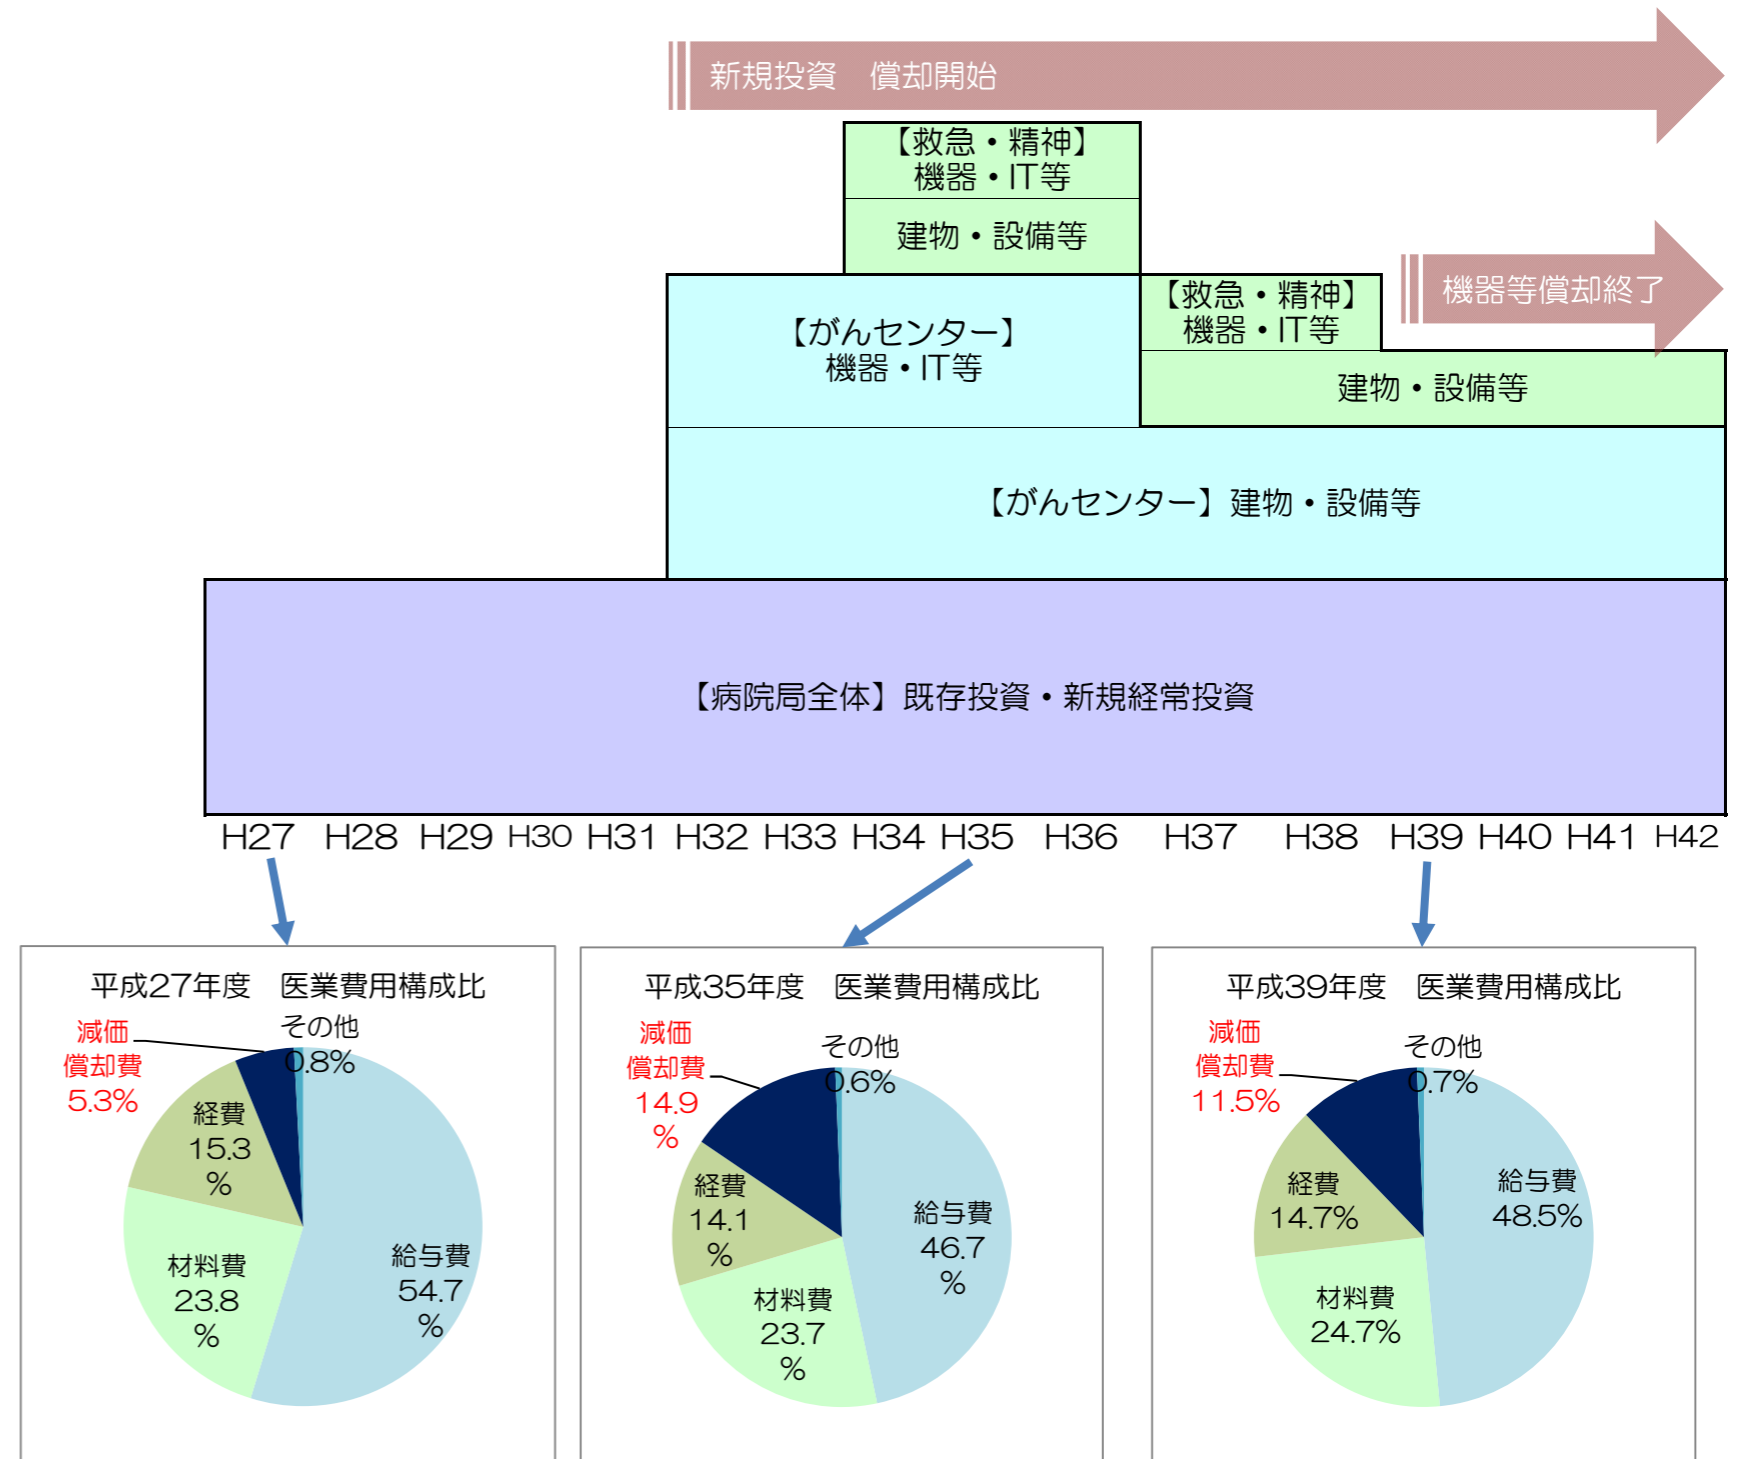 新規投資　償却開始
【救急・精神】
機器・IT等
建物・設備等
【がんセンター】
機器・IT等
【救急・精神】
機器・IT等
機器等償却終了
建物・設備等
【がんセンター】建物・設備等
【病院局全体】既存投資・新規経常投資
H27 H28 H29 H30 H31 H32 H33 H34 H35 H36 H37 H38 H39 H40 H41 H42
平成27年度　医業費用構成比
減価
償却費
5.3%
その他
0.8%
経費
15.3
%
材料費
23.8
%
給与費
54.7
%
平成35年度　医業費用構成比
減価
償却費
14.9
%
その他
0.6%
経費
14.1
%
給与費
46.7
%
材料費
23.7
%
平成39年度　医業費用構成比
減価
償却費
11.5%
その他
0.7%
経費
14.7%
給与費
48.5%
材料費
24.7%